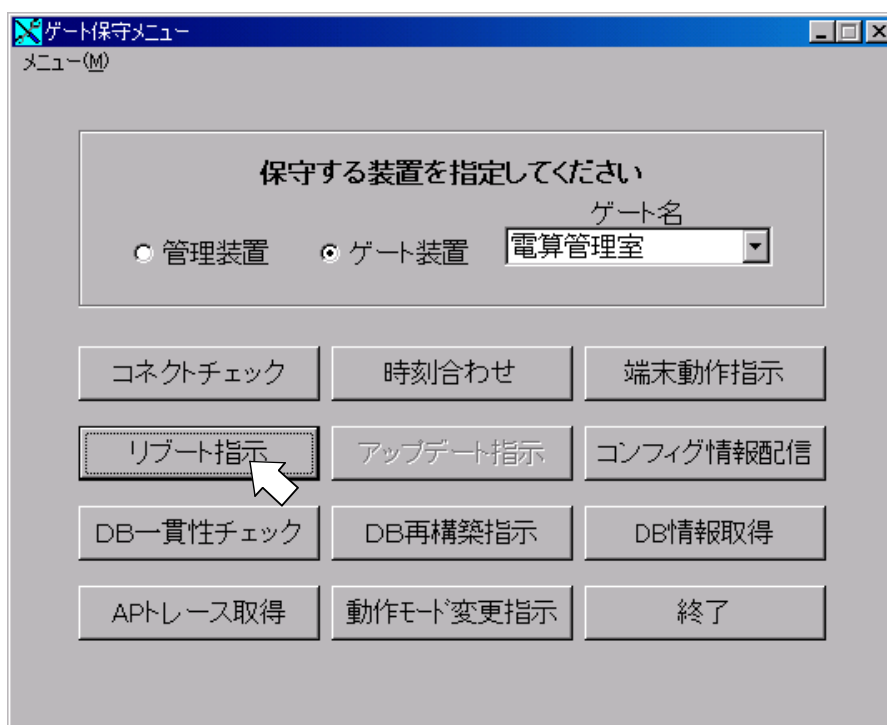 ゲート保守メニュー
メニュー(M)
保守する装置を指定してください
ゲート名
管理装置 ゲート装置 電算管理室
コネクトチェック 時刻合わせ 端末動作指示
リブート指示 アップデート指示 コンフィグ情報配信
DB一貫性チェック DB再構築指示 DB情報取得
APトレース取得 動作モード変更指示 終了